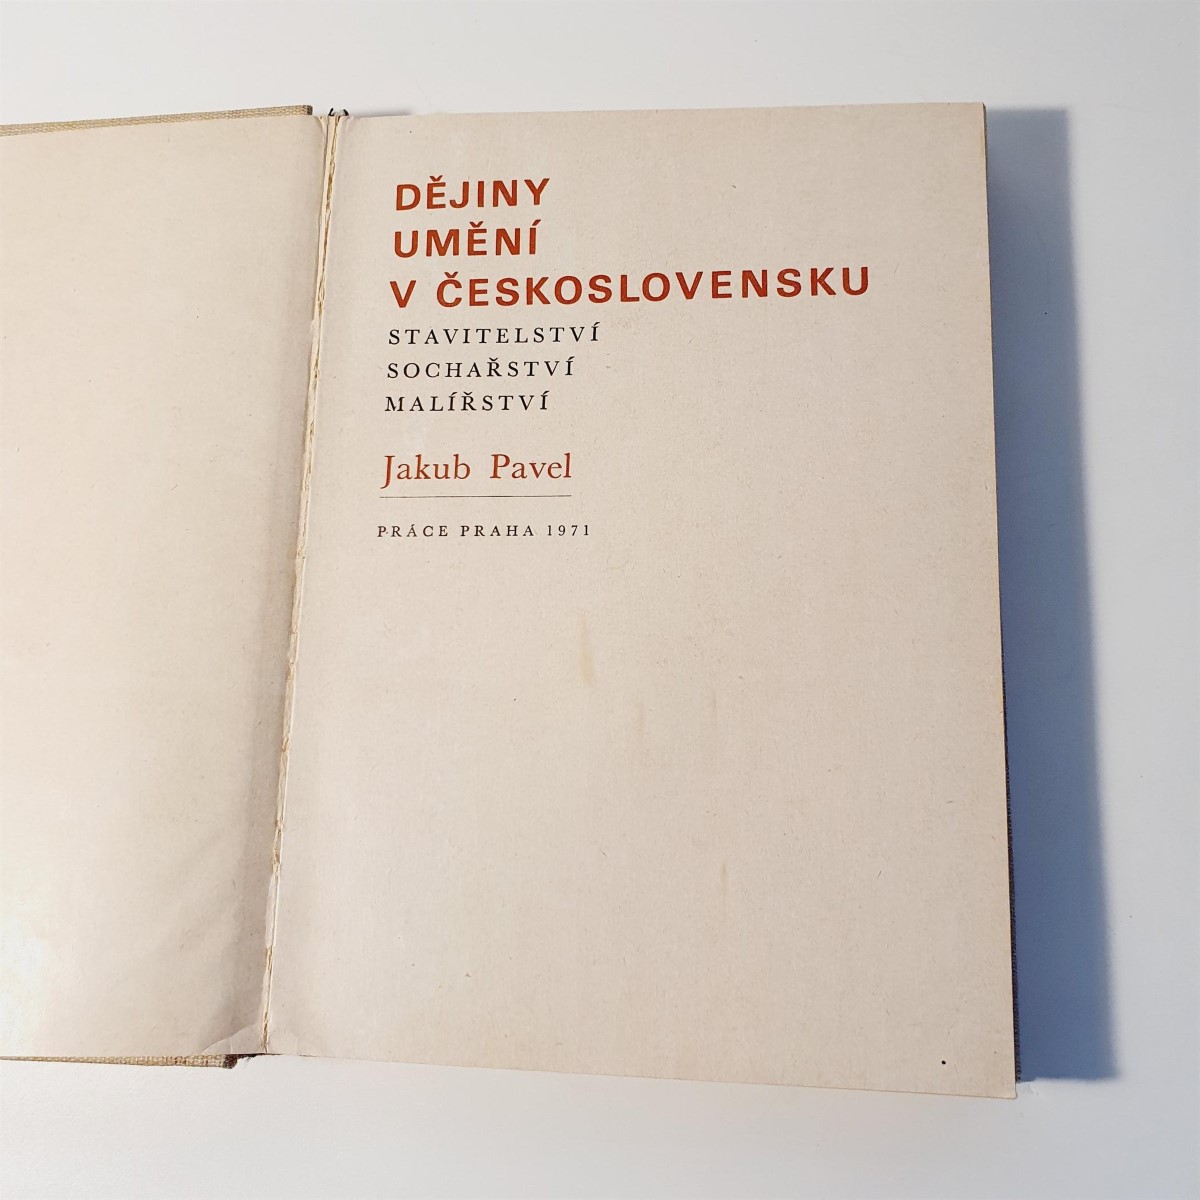 DĚJINY
UMĚNÍ
V ČESKOSLOVENSKU
STAVITELSTVÍ
SOCHAŘSTVÍ
MALÍŘSTVÍ
Jakub Pavel
PRÁCE PRAHA 1971